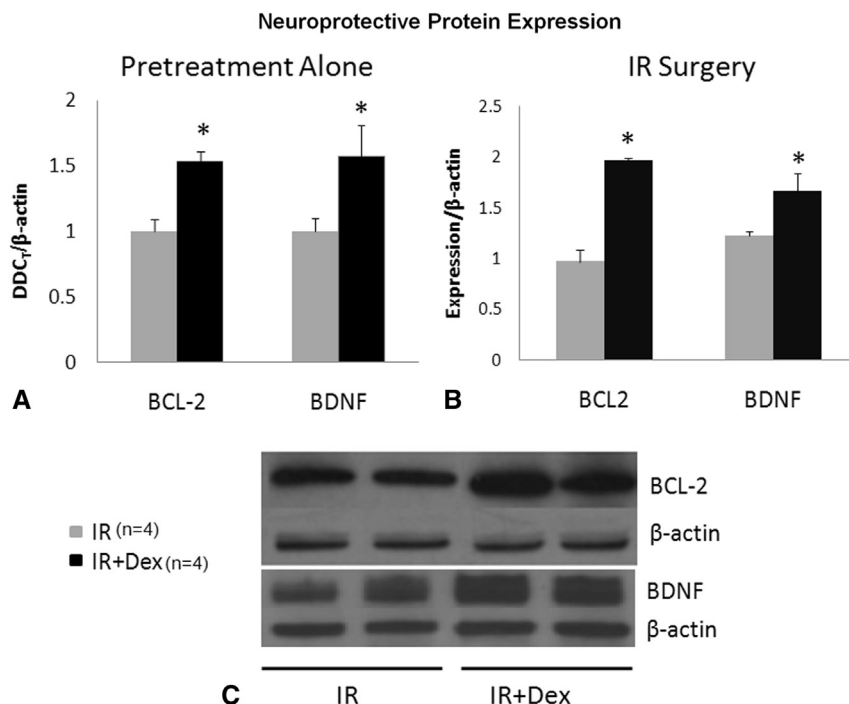 Neuroprotective Protein Expression
Pretreatment Alone
DDCT/β-actin
2
*
*
1.5
1
0.5
0
BCL-2
BDNF
A
IR Surgery
Expression/β-actin
2.5
2
*
*
1.5
1
0.5
0
BCL2
BDNF
B
IR (n=4)
IR+Dex (n=4)
BCL-2
β-actin
BDNF
β-actin
C
IR
IR+Dex